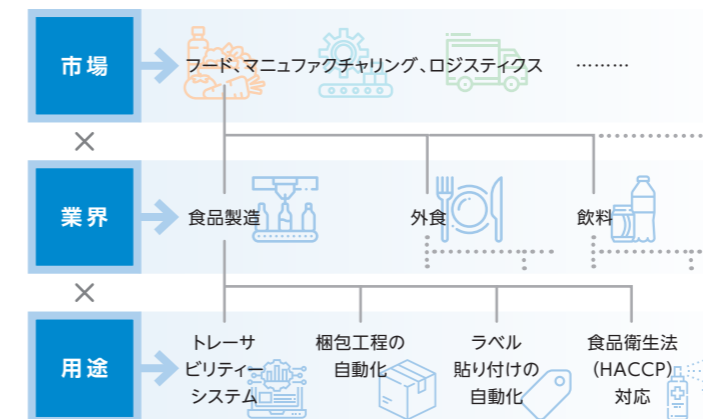 市場
フード、マニュファクチャリング、ロジスティクス ………
×
業界
食品製造 外食 飲料
×
用途
トレーサ
ビリティー
システム
梱包工程の
自動化
ラベル
貼り付けの
自動化
食品衛生法
(HACCP)
対応